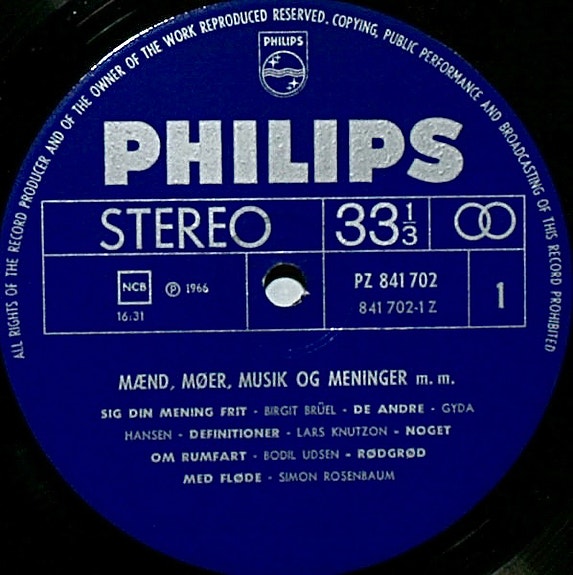 ALL RIGHTS OF THE RECORD PRODUCER AND OF THE OWNER OF THE WORK REPRODUCED RESERVED. COPYING, PUBLIC PERFORMANCE AND BROADCASTING OF THIS RECORD PROHIBITED
PHILIPS
PHILIPS
STEREO 33 1/3
NCB ℗ 1966 PZ 841 702
16:31 841 702-1 Z 1
MÆND, MØER, MUSIK OG MENINGER m. m.
SIG DIN MENING FRIT - BIRGIT BRÜEL - DE ANDRE - GYDA
HANSEN - DEFINITIONER - LARS KNUTZON - NOGET
OM RUMFART - BODIL UDSEN - RØDGRØD
MED FLØDE - SIMON ROSENBAUM